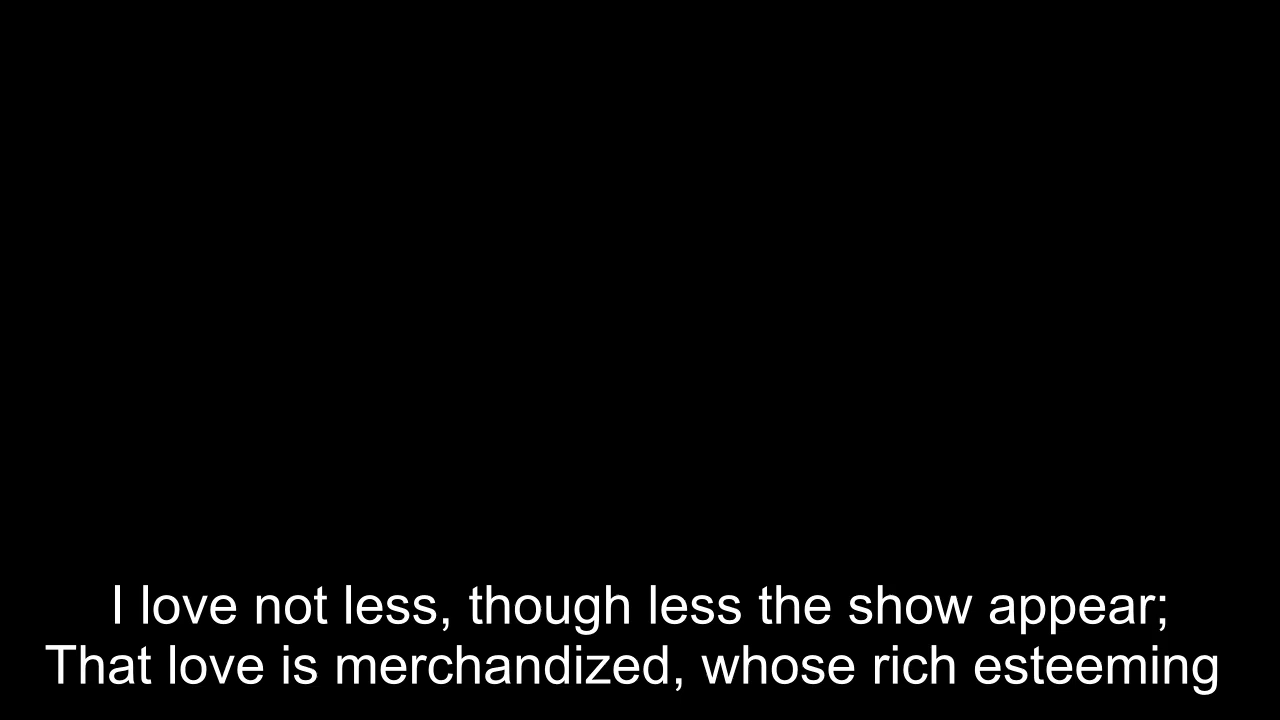 I love not less, though less the show appear;
That love is merchandized, whose rich esteeming